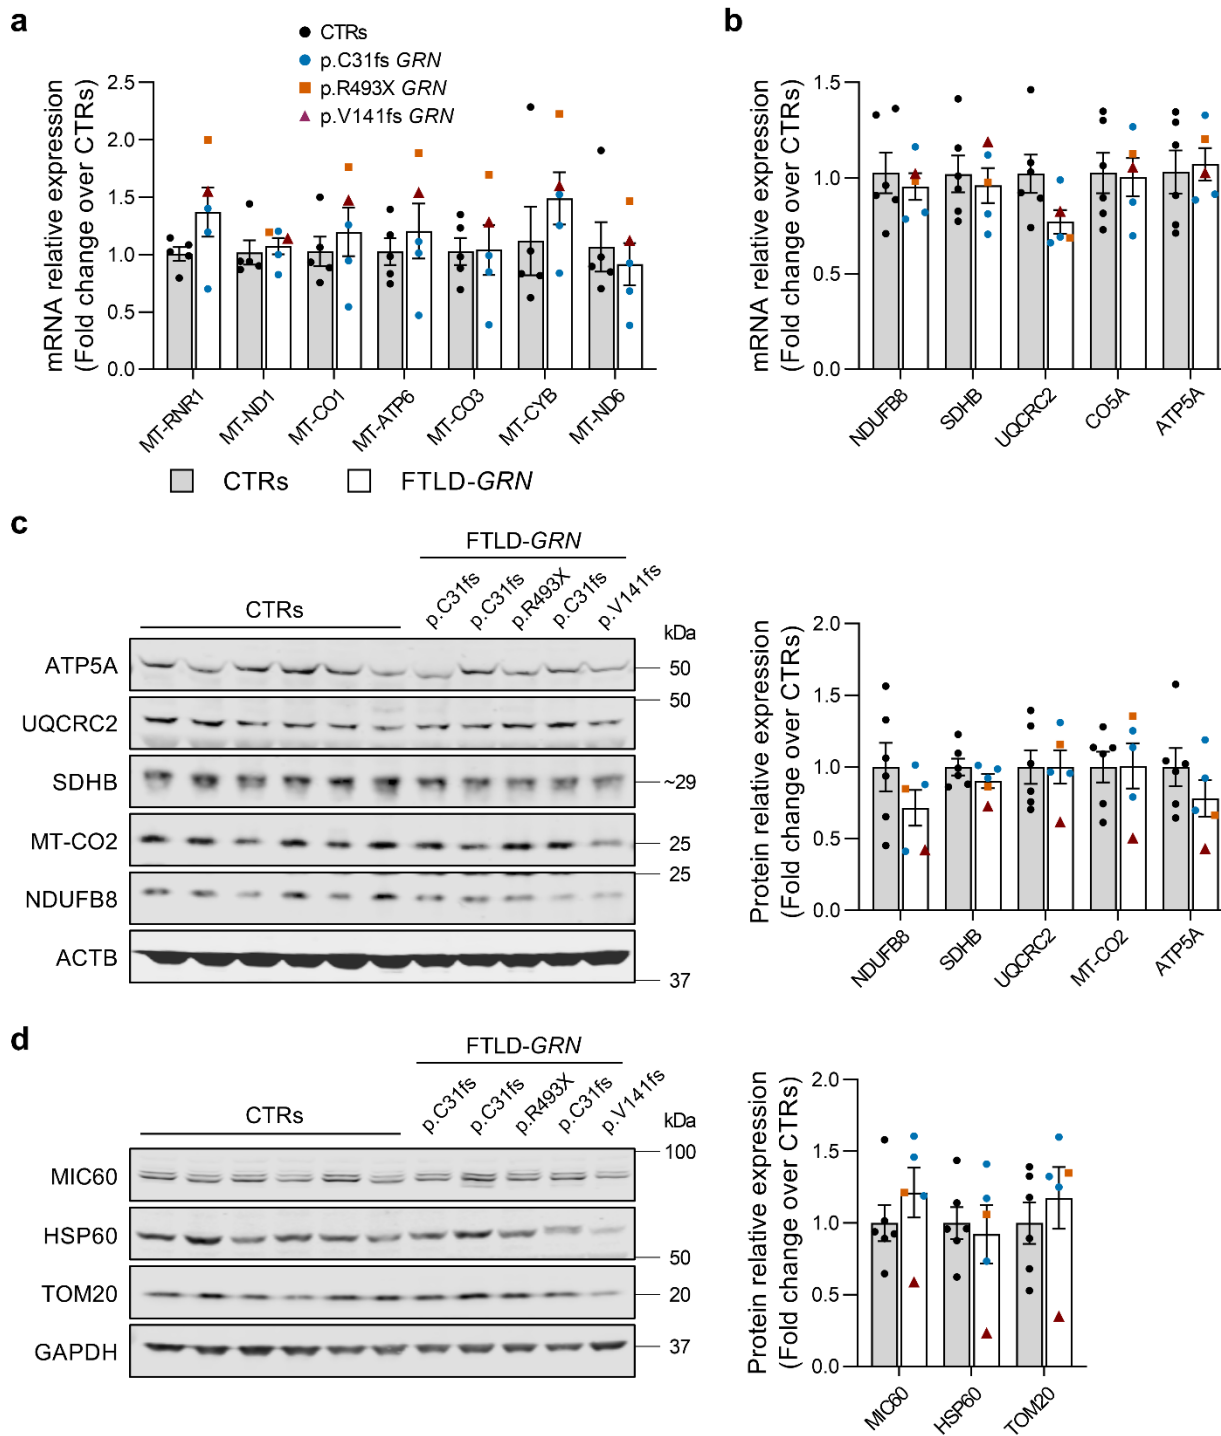 a
CTRs
p.C31fs GRN
p.R493X GRN
p.V141fs GRN
mRNA relative expression
(Fold change over CTRs)
2.5
2.0
1.5
1.0
0.5
0.0
MT-RNR1
MT-ND1
MT-CO1
MT-ATP6
MT-CO3
MT-CYB
MT-ND6
CTRs
FTLD-GRN
b
mRNA relative expression
(Fold change over CTRs)
1.5
1.0
0.5
0.0
NDUFB8
SDHB
UQCRC2
CO5A
ATP5A
c
FTLD-GRN
CTRs
p.C31fs
p.C31fs
p.R493X
p.C31fs
p.V141fs
kDa
ATP5A
50
50
UQCRC2
SDHB
~29
MT-CO2
25
25
NDUFB8
ACTB
37
Protein relative expression
(Fold change over CTRs)
2.0
1.5
1.0
0.5
0.0
NDUFB8
SDHB
UQCRC2
MT-CO2
ATP5A
d
FTLD-GRN
CTRs
p.C31fs
p.C31fs
p.R493X
p.C31fs
p.V141fs
kDa
100
MIC60
HSP60
50
TOM20
20
GAPDH
37
Protein relative expression
(Fold change over CTRs)
2.0
1.5
1.0
0.5
0.0
MIC60
HSP60
TOM20